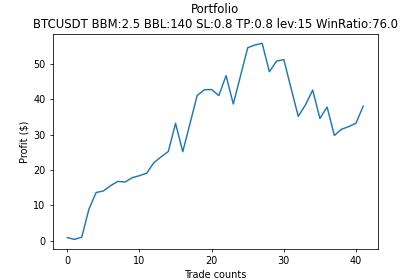 Portfolio
BTCUSDT BBM:2.5 BBL:140 SL:0.8 TP:0.8 lev:15 WinRatio:76.0
50
40
30
20
10
0
Profit ($)
0 10 20 30 40
Trade counts